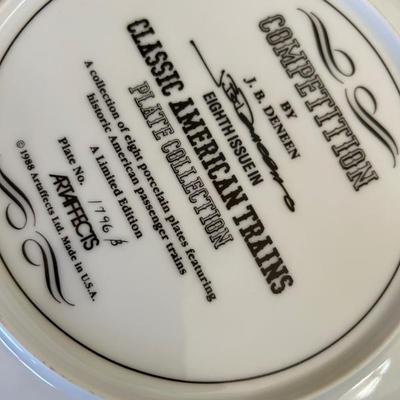 COMPETITION
BY
J. B. DENEEN
EIGHTH ISSUE IN
CLASSIC AMERICAN TRAINS
PLATE COLLECTION
A collection of eight porcelain plates featuring
historic American passenger trains
A Limited Edition
Plate No. 1796
ARTAFFECTS
© 1988 Artaffects Ltd. Made in U.S.A.